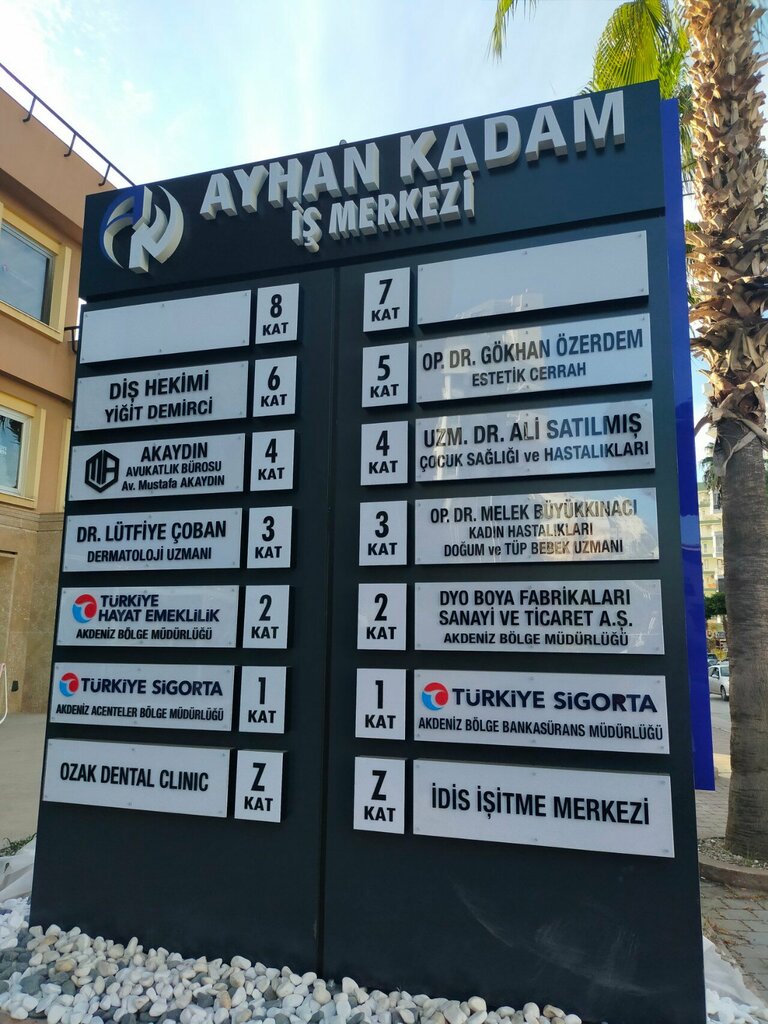 AYHAN KADAM
İŞ MERKEZİ
8
KAT
DİŞ HEKİMİ
YİĞİT DEMİRCİ
6
KAT
MA
AKAYDIN
AVUKATLIK BÜROSU
Av. Mustafa AKAYDIN
4
KAT
DR. LÜTFİYE ÇOBAN
DERMATOLOJİ UZMANI
3
KAT
TÜRKİYE
HAYAT EMEKLİLİK
AKDENİZ BÖLGE MÜDÜRLÜĞÜ
2
KAT
TÜRKİYE SİGORTA
AKDENİZ ACENTELER BÖLGE MÜDÜRLÜĞÜ
1
KAT
OZAK DENTAL CLINIC
Z
KAT
7
KAT
5
KAT
OP. DR. GÖKHAN ÖZERDEM
ESTETİK CERRAH
4
KAT
UZM. DR. ALİ SATILMIŞ
ÇOCUK SAĞLIĞI ve HASTALIKLARI
3
KAT
OP. DR. MELEK BÜYÜKKINACI
KADIN HASTALIKLARI
DOĞUM ve TÜP BEBEK UZMANI
2
KAT
DYO BOYA FABRİKALARI
SANAYİ VE TİCARET A.Ş.
AKDENİZ BÖLGE MÜDÜRLÜĞÜ
1
KAT
TÜRKİYE SİGORTA
AKDENİZ BÖLGE BANKASÜRANS MÜDÜRLÜĞÜ
Z
KAT
İDİS İŞİTME MERKEZİ